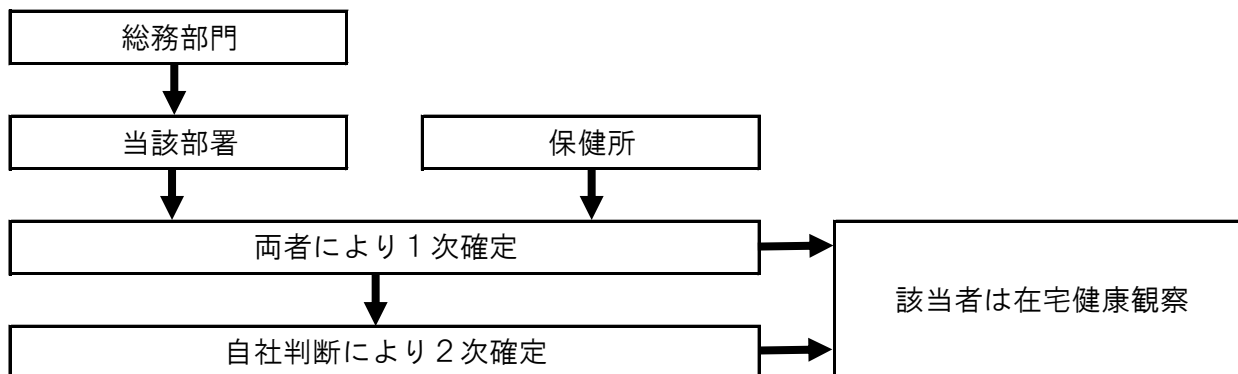 総務部門
当該部署
保健所
両者により１次確定
該当者は在宅健康観察
自社判断により２次確定